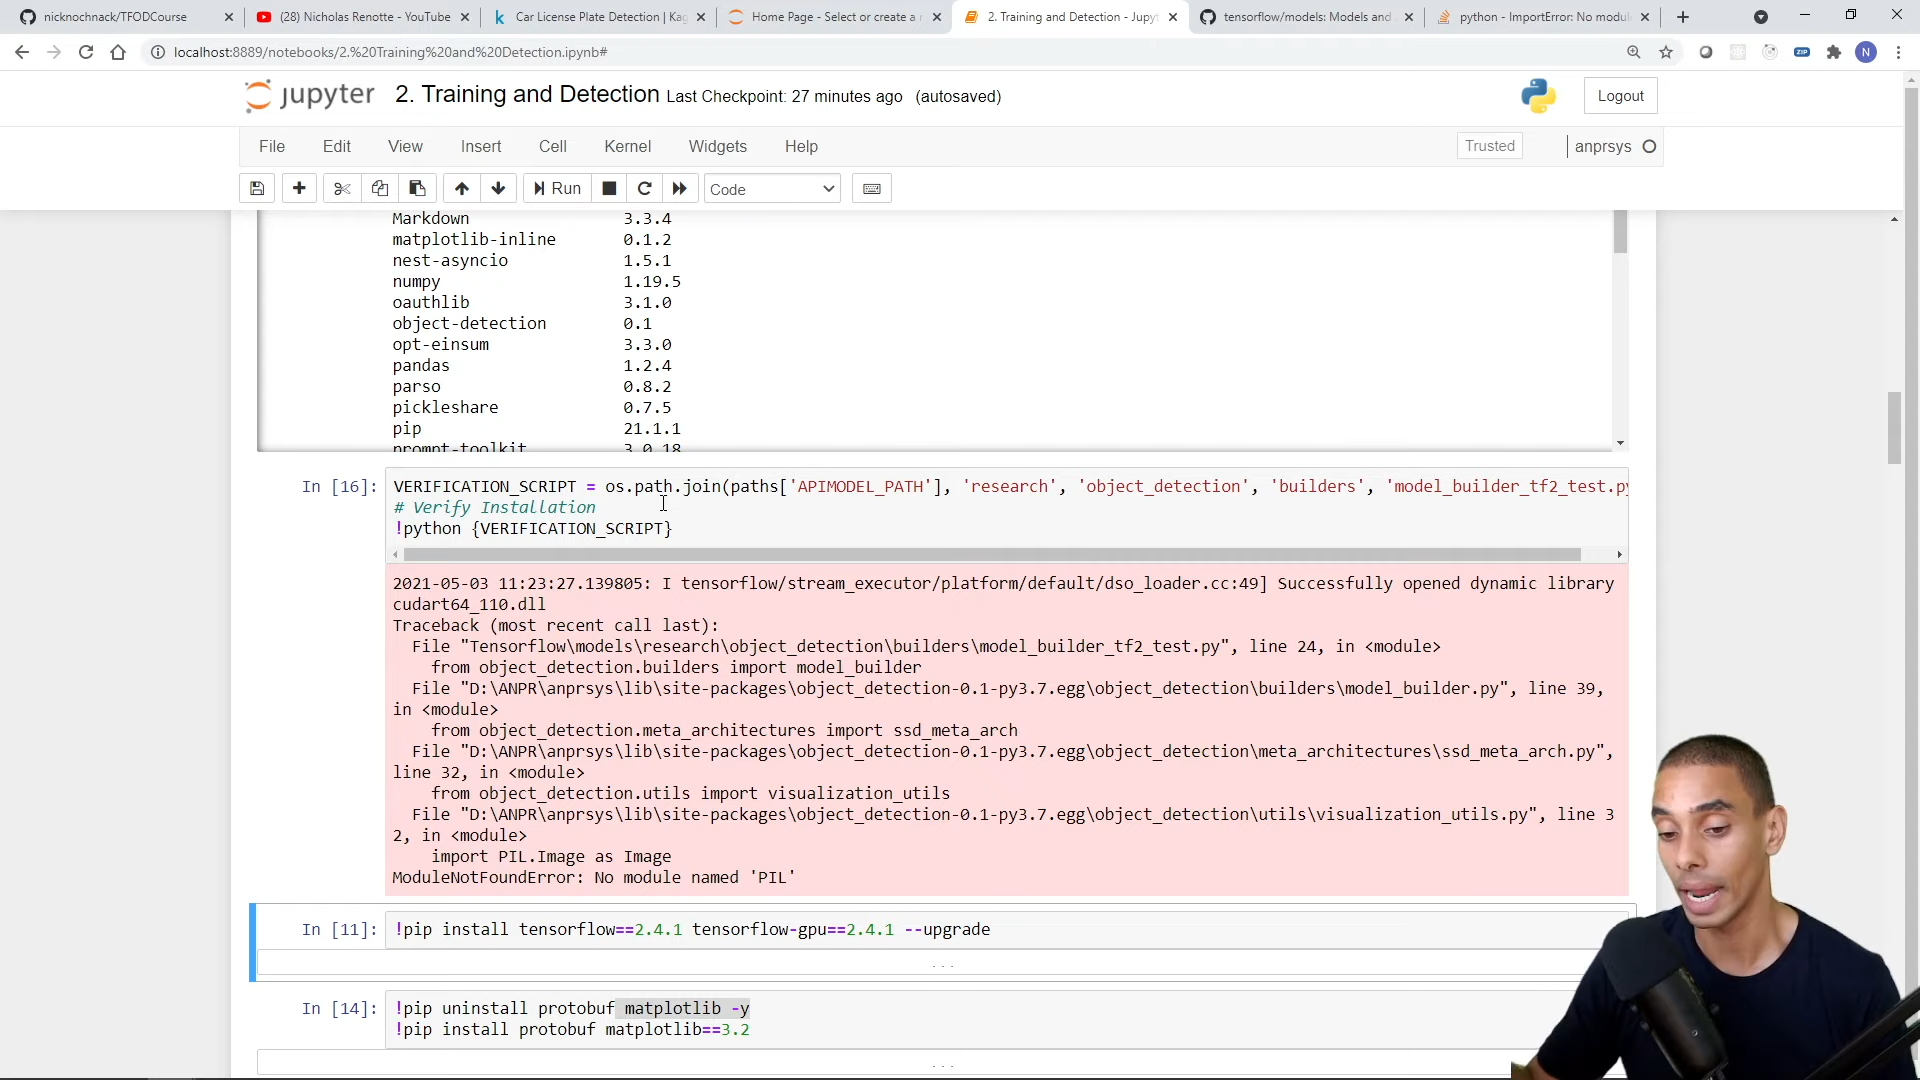 nicknochnack/TFODCourse
(28) Nicholas Renotte - YouTube
Car License Plate Detection | Kag
Home Page - Select or create a n
2. Training and Detection - Jupyt
tensorflow/models: Models and
python - ImportError: No modul
localhost:8889/notebooks/2.%20Training%20and%20Detection.ipynb#
ZIP
N
jupyter
2. Training and Detection Last Checkpoint: 27 minutes ago (autosaved)
Logout
File Edit View Insert Cell Kernel Widgets Help
Trusted
anprsys
Run
Code
Markdown 3.3.4
matplotlib-inline 0.1.2
nest-asyncio 1.5.1
numpy 1.19.5
oauthlib 3.1.0
object-detection 0.1
opt-einsum 3.3.0
pandas 1.2.4
parso 0.8.2
pickleshare 0.7.5
pip 21.1.1
prompt-toolkit 3.0.18
In [16]:
VERIFICATION_SCRIPT = os.path.join(paths['APIMODEL_PATH'], 'research', 'object_detection', 'builders', 'model_builder_tf2_test.py
# Verify Installation
!python {VERIFICATION_SCRIPT}
2021-05-03 11:23:27.139805: I tensorflow/stream_executor/platform/default/dso_loader.cc:49] Successfully opened dynamic library
cudart64_110.dll
Traceback (most recent call last):
File "Tensorflow\models\research\object_detection\builders\model_builder_tf2_test.py", line 24, in <module>
from object_detection.builders import model_builder
File "D:\ANPR\anprsys\lib\site-packages\object_detection-0.1-py3.7.egg\object_detection\builders\model_builder.py", line 39,
in <module>
from object_detection.meta_architectures import ssd_meta_arch
File "D:\ANPR\anprsys\lib\site-packages\object_detection-0.1-py3.7.egg\object_detection\meta_architectures\ssd_meta_arch.py",
line 32, in <module>
from object_detection.utils import visualization_utils
File "D:\ANPR\anprsys\lib\site-packages\object_detection-0.1-py3.7.egg\object_detection\utils\visualization_utils.py", line 3
2, in <module>
import PIL.Image as Image
ModuleNotFoundError: No module named 'PIL'
In [11]:
!pip install tensorflow==2.4.1 tensorflow-gpu==2.4.1 --upgrade
...
In [14]:
!pip uninstall protobuf matplotlib -y
!pip install protobuf matplotlib==3.2
...